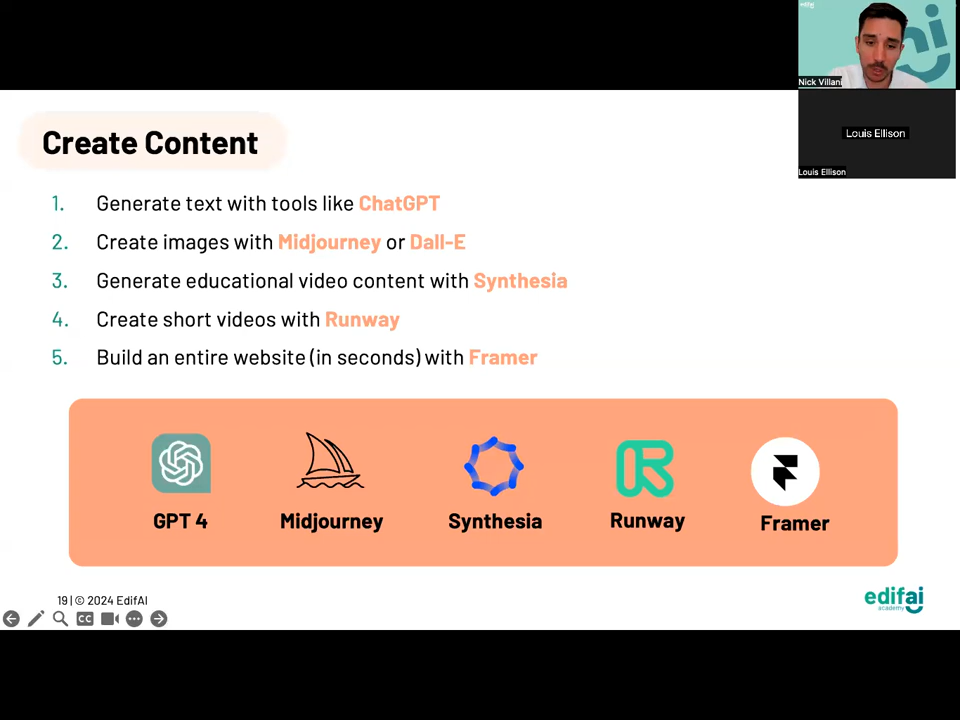 edifai
Nick Villani
Louis Ellison
Louis Ellison
Create Content
1. Generate text with tools like ChatGPT
2. Create images with Midjourney or Dall-E
3. Generate educational video content with Synthesia
4. Create short videos with Runway
5. Build an entire website (in seconds) with Framer
GPT 4
Midjourney
Synthesia
Runway
Framer
19 | © 2024 EdifAI
CC
edifai
academy